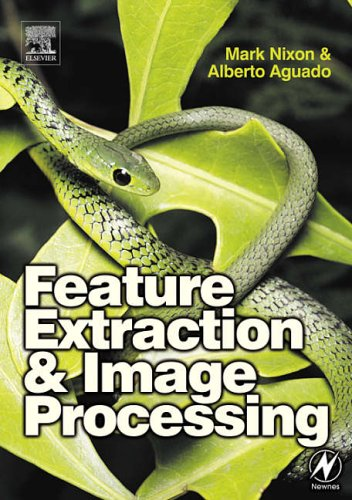 ELSEVIER
Mark Nixon &
Alberto Aguado
Feature
Extraction
& Image
Processing
Newnes